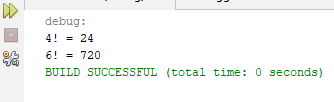 debug:
4! = 24
6! = 720
BUILD SUCCESSFUL (total time: 0 seconds)